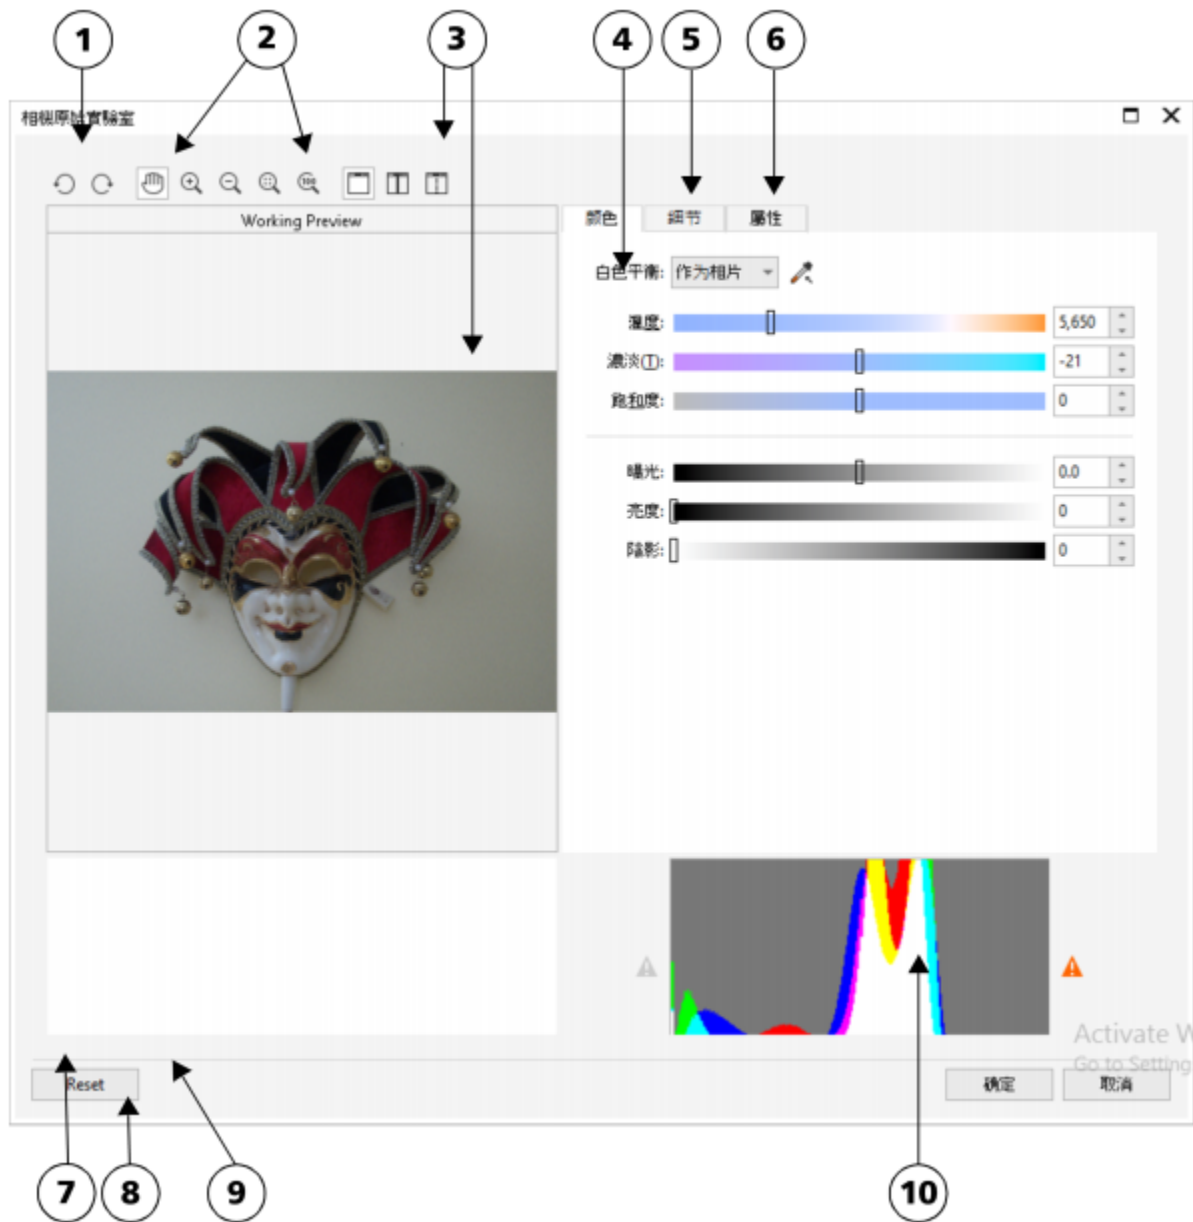 1 2 3 4 5 6
相機原始實驗室
100
Working Preview
颜色 細节 屬性
白色平衡: 作为相片
溫度: 5,650
濃淡(T): -21
飽和度: 0
曝光: 0.0
亮度: 0
陰影: 0
Activate W
Go to Setting
Reset 确定 取消
7 8 9 10